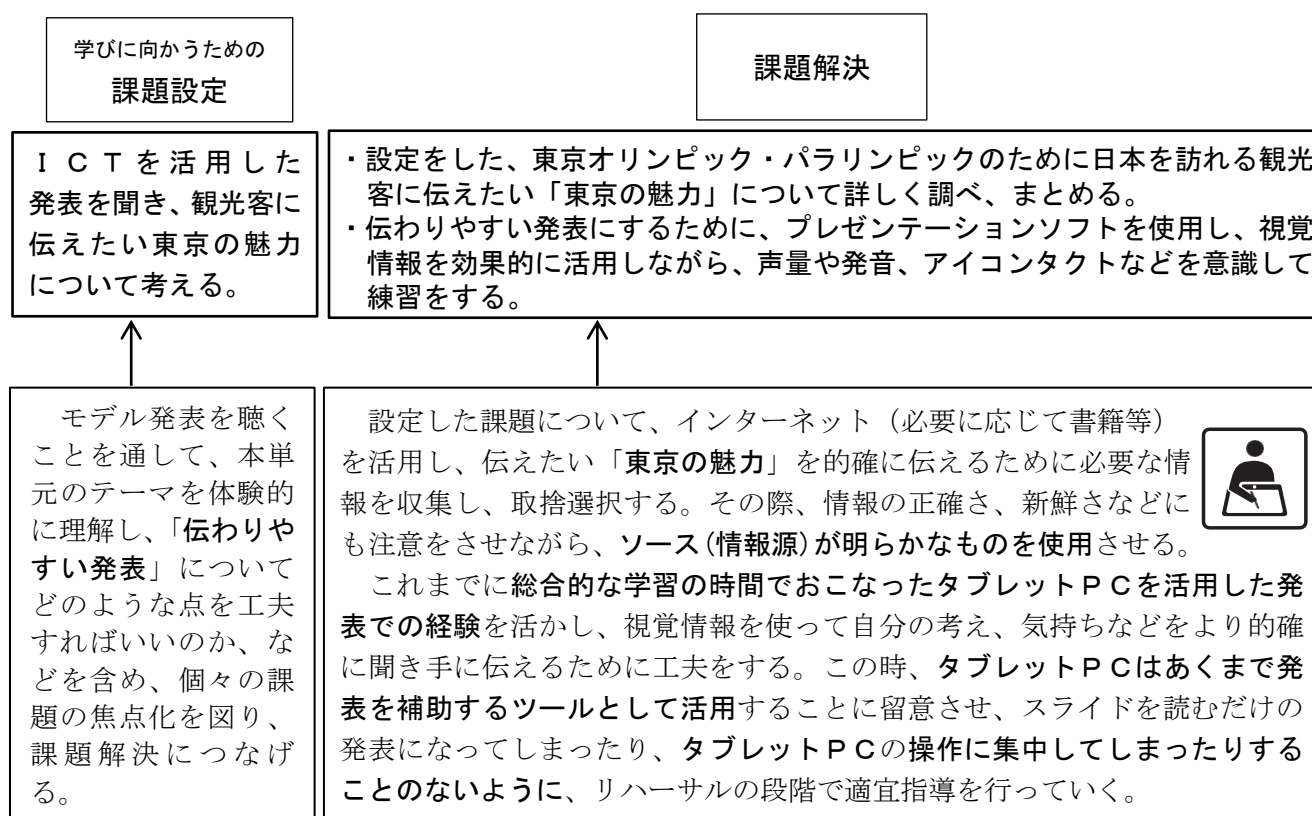 学びに向かうための
課題設定
課題解決
ＩＣＴを活用した
発表を聞き、観光客に
伝えたい東京の魅力
について考える。
・設定をした、東京オリンピック・パラリンピックのために日本を訪れる観光
客に伝えたい「東京の魅力」について詳しく調べ、まとめる。
・伝わりやすい発表にするために、プレゼンテーションソフトを使用し、視覚
情報を効果的に活用しながら、声量や発音、アイコンタクトなどを意識して
練習をする。
モデル発表を聴く
ことを通して、本単
元のテーマを体験的
に理解し、「伝わりや
すい発表」について
どのような点を工夫
すればいいのか、な
どを含め、個々の課
題の焦点化を図り、
課題解決につなげ
る。
設定した課題について、インターネット（必要に応じて書籍等）
を活用し、伝えたい「東京の魅力」を的確に伝えるために必要な情
報を収集し、取捨選択する。その際、情報の正確さ、新鮮さなどに
も注意をさせながら、ソース(情報源)が明らかなものを使用させる。
これまでに総合的な学習の時間でおこなったタブレットＰＣを活用した発
表での経験を活かし、視覚情報を使って自分の考え、気持ちなどをより的確
に聞き手に伝えるために工夫をする。この時、タブレットＰＣはあくまで発
表を補助するツールとして活用することに留意させ、スライドを読むだけの
発表になってしまったり、タブレットＰＣの操作に集中してしまったりする
ことのないように、リハーサルの段階で適宜指導を行っていく。